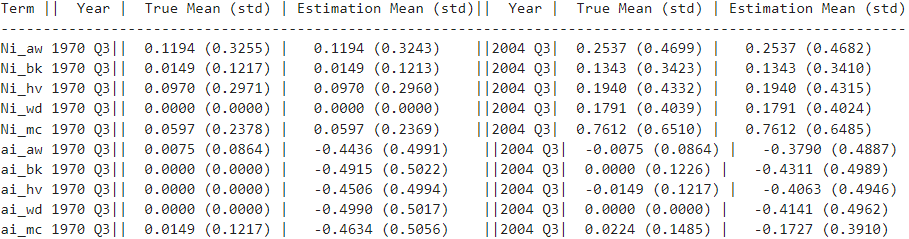 Term || Year | True Mean (std) | Estimation Mean (std)|| Year | True Mean (std) | Estimation Mean (std)
--------------------------------------------------------------------------------------------------------------
Ni_aw 1970 Q3|| 0.1194 (0.3255) | 0.1194 (0.3243) ||2004 Q3| 0.2537 (0.4699) | 0.2537 (0.4682)
Ni_bk 1970 Q3|| 0.0149 (0.1217) | 0.0149 (0.1213) ||2004 Q3| 0.1343 (0.3423) | 0.1343 (0.3410)
Ni_hv 1970 Q3|| 0.0970 (0.2971) | 0.0970 (0.2960) ||2004 Q3| 0.1940 (0.4332) | 0.1940 (0.4315)
Ni_wd 1970 Q3|| 0.0000 (0.0000) | 0.0000 (0.0000) ||2004 Q3| 0.1791 (0.4039) | 0.1791 (0.4024)
Ni_mc 1970 Q3|| 0.0597 (0.2378) | 0.0597 (0.2369) ||2004 Q3| 0.7612 (0.6510) | 0.7612 (0.6485)
ai_aw 1970 Q3|| 0.0075 (0.0864) | -0.4436 (0.4991) ||2004 Q3| -0.0075 (0.0864) | -0.3790 (0.4887)
ai_bk 1970 Q3|| 0.0000 (0.0000) | -0.4915 (0.5022) ||2004 Q3| 0.0000 (0.1226) | -0.4311 (0.4989)
ai_hv 1970 Q3|| 0.0000 (0.0000) | -0.4506 (0.4994) ||2004 Q3| -0.0149 (0.1217) | -0.4063 (0.4946)
ai_wd 1970 Q3|| 0.0000 (0.0000) | -0.4990 (0.5017) ||2004 Q3| 0.0000 (0.0000) | -0.4141 (0.4962)
ai_mc 1970 Q3|| 0.0149 (0.1217) | -0.4634 (0.5056) ||2004 Q3| 0.0224 (0.1485) | -0.1727 (0.3910)